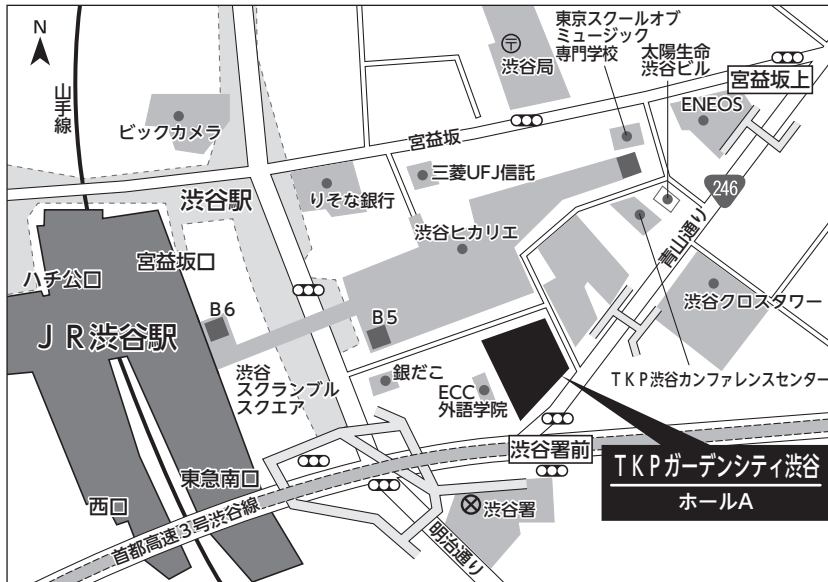 N
山手線
ビックカメラ
〒
渋谷局
東京スクールオブ
ミュージック
専門学校
太陽生命
渋谷ビル
宮益坂上
ENEOS
宮益坂
三菱UFJ信託
りそな銀行
渋谷駅
246
青山通り
渋谷ヒカリエ
宮益坂口
ハチ公口
B6
B5
渋谷クロスタワー
JR渋谷駅
渋谷
スクランブル
スクエア
銀だこ
ECC
外語学院
TKP渋谷カンファレンスセンター
渋谷署前
TKPガーデンシティ渋谷
ホールA
東急南口
西口
首都高速3号渋谷線
渋谷署
明治通り